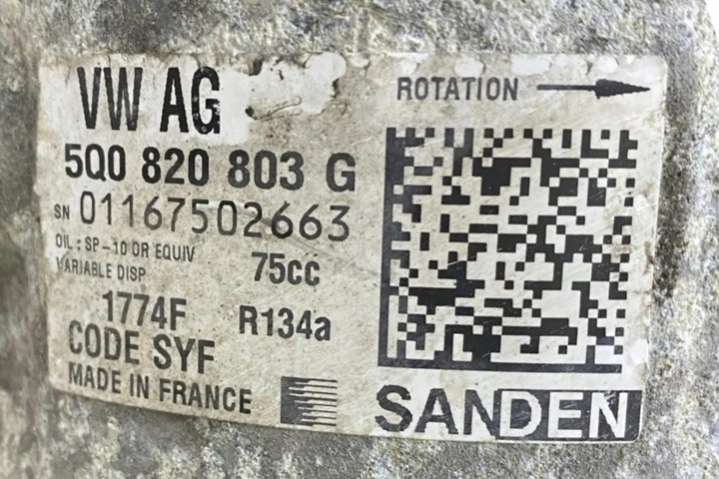 VW AG
ROTATION
5Q0 820 803 G
SN 01167502663
OIL : SP-10 OR EQUIV 75cc
VARIABLE DISP
1774F R134a
CODE SYF
MADE IN FRANCE
SANDEN